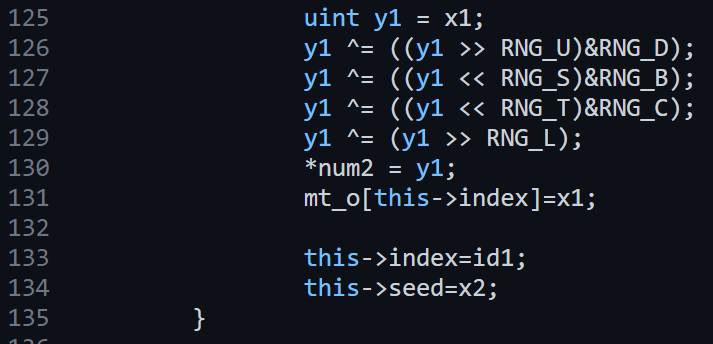 125 uint y1 = x1;
126 y1 ^= ((y1 >> RNG_U)&RNG_D);
127 y1 ^= ((y1 << RNG_S)&RNG_B);
128 y1 ^= ((y1 << RNG_T)&RNG_C);
129 y1 ^= (y1 >> RNG_L);
130 *num2 = y1;
131 mt_o[this->index]=x1;
132
133 this->index=id1;
134 this->seed=x2;
135 }